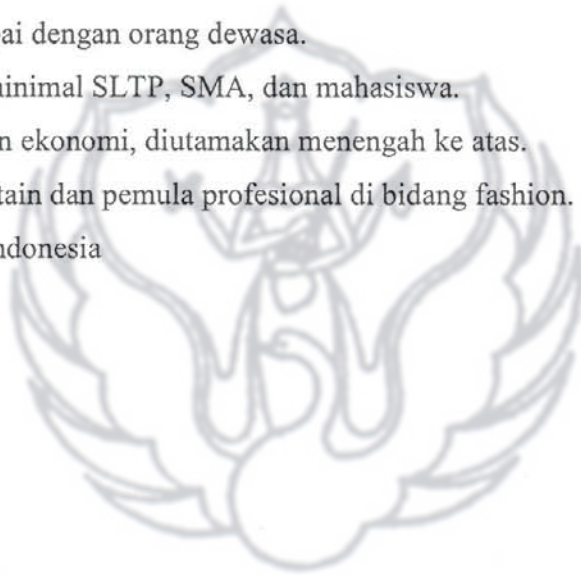 ai dengan orang dewasa.
inimal SLTP, SMA, dan mahasiswa.
n ekonomi, diutamakan menengah ke atas.
tain dan pemula profesional di bidang fashion.
ndonesia